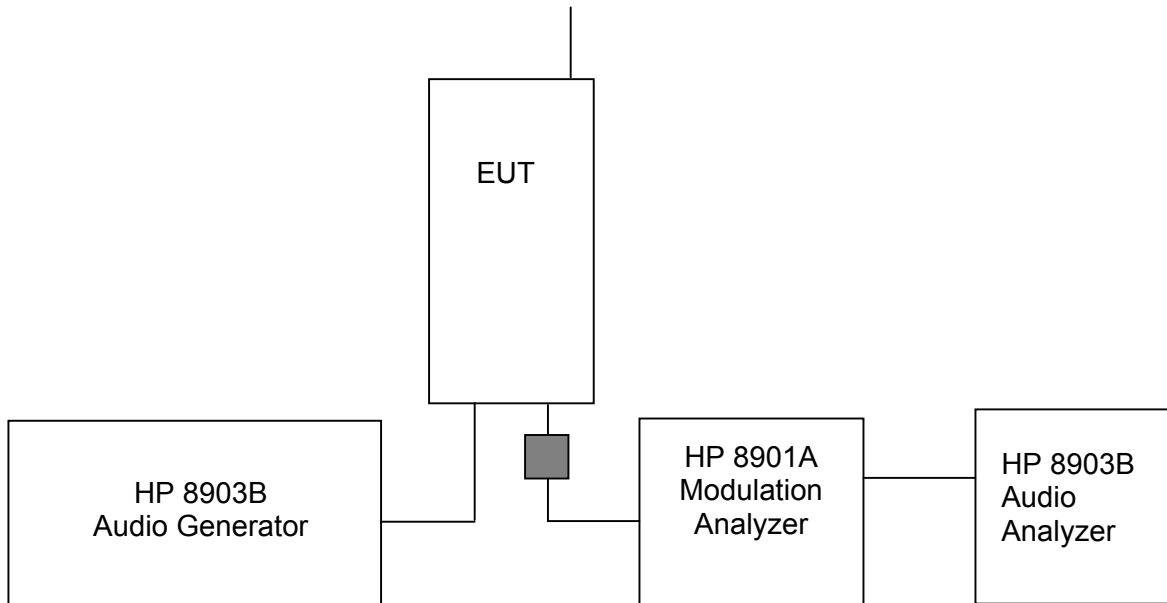 EUT
HP 8903B
Audio Generator
HP 8901A
Modulation
Analyzer
HP 8903B
Audio
Analyzer